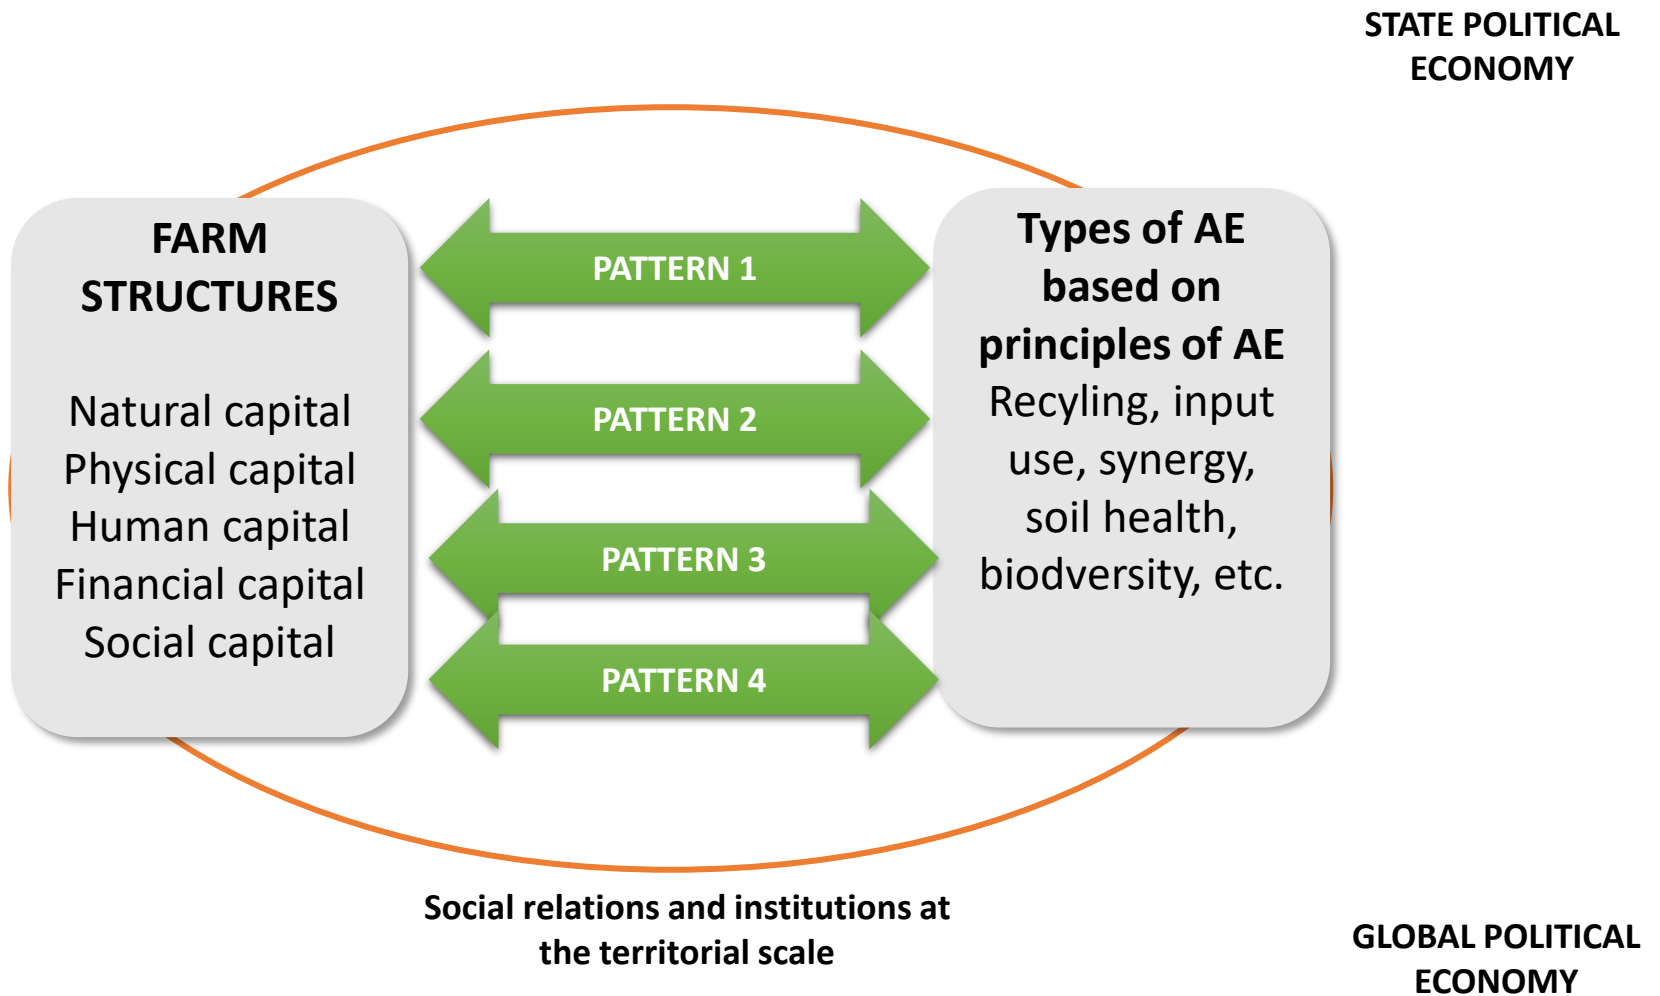 STATE POLITICAL
ECONOMY
FARM
STRUCTURES
Natural capital
Physical capital
Human capital
Financial capital
Social capital
PATTERN 1
PATTERN 2
PATTERN 3
PATTERN 4
Types of AE
based on
principles of AE
Recyling, input
use, synergy,
soil health,
biodversity, etc.
Social relations and institutions at
the territorial scale
GLOBAL POLITICAL
ECONOMY